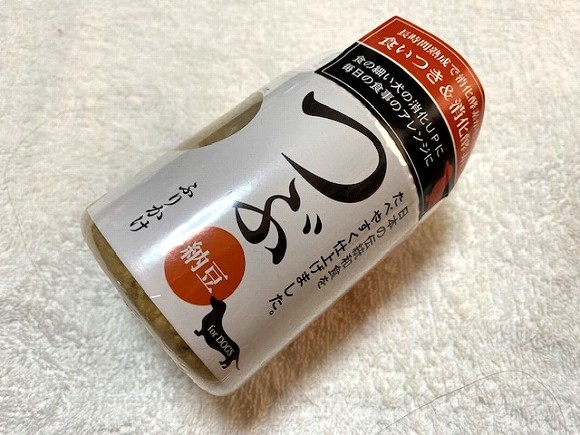 長時間熟成で消化酵素
食いつき&消化酵
食の細い犬の消化UPに
毎日の食事のアレンジに
つぶ
ふりかけ
納豆
日本の伝統和食を
たべやすく仕上げました。
for DOGS